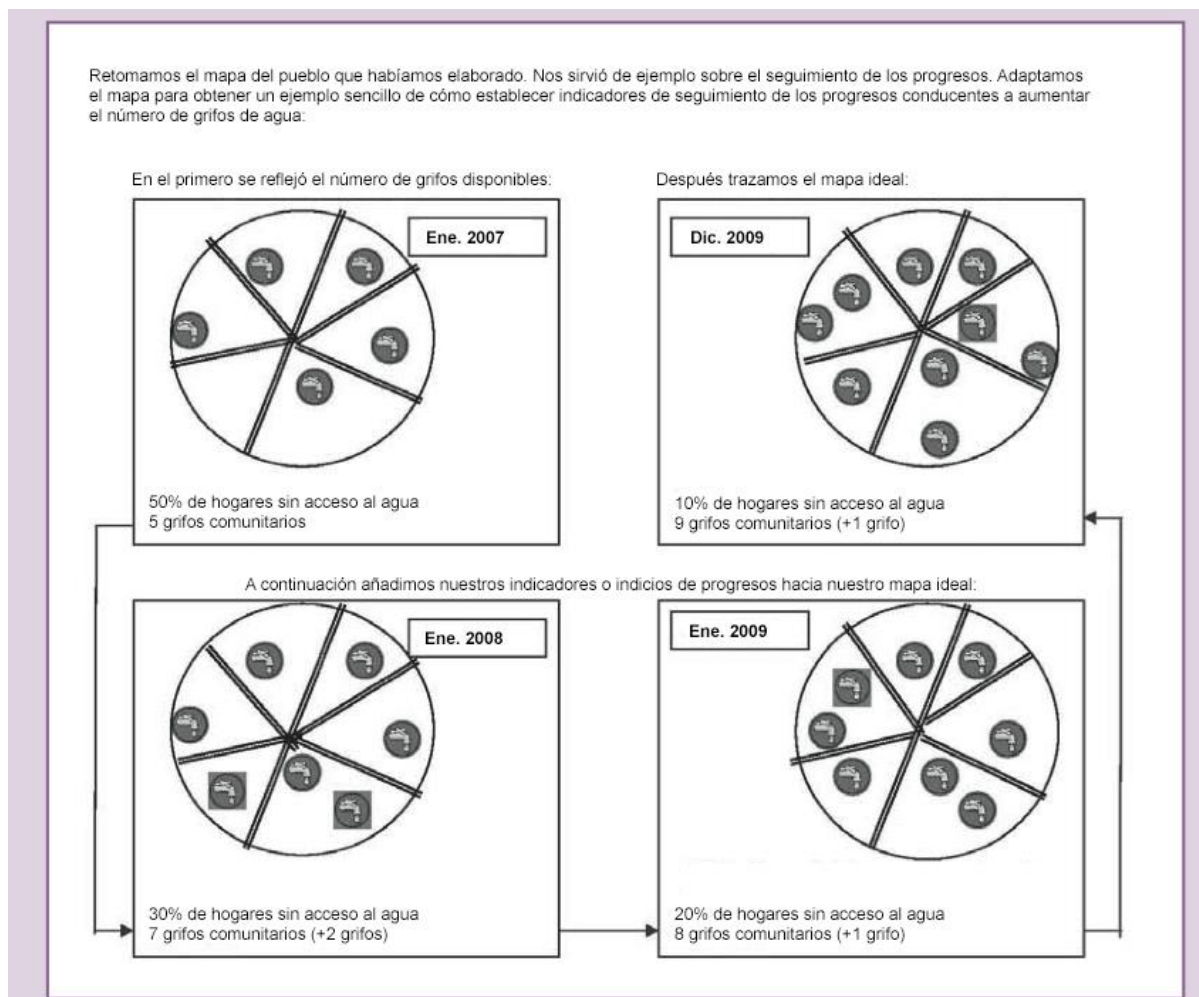 Retomamos el mapa del pueblo que habíamos elaborado. Nos sirvió de ejemplo sobre el seguimiento de los progresos. Adaptamos
el mapa para obtener un ejemplo sencillo de cómo establecer indicadores de seguimiento de los progresos conducentes a aumentar
el número de grifos de agua:
En el primero se reflejó el número de grifos disponibles:
Ene. 2007
50% de hogares sin acceso al agua
5 grifos comunitarios
Después trazamos el mapa ideal:
Dic. 2009
10% de hogares sin acceso al agua
9 grifos comunitarios (+1 grifo)
A continuación añadimos nuestros indicadores o indicios de progresos hacia nuestro mapa ideal:
Ene. 2008
30% de hogares sin acceso al agua
7 grifos comunitarios (+2 grifos)
Ene. 2009
20% de hogares sin acceso al agua
8 grifos comunitarios (+1 grifo)